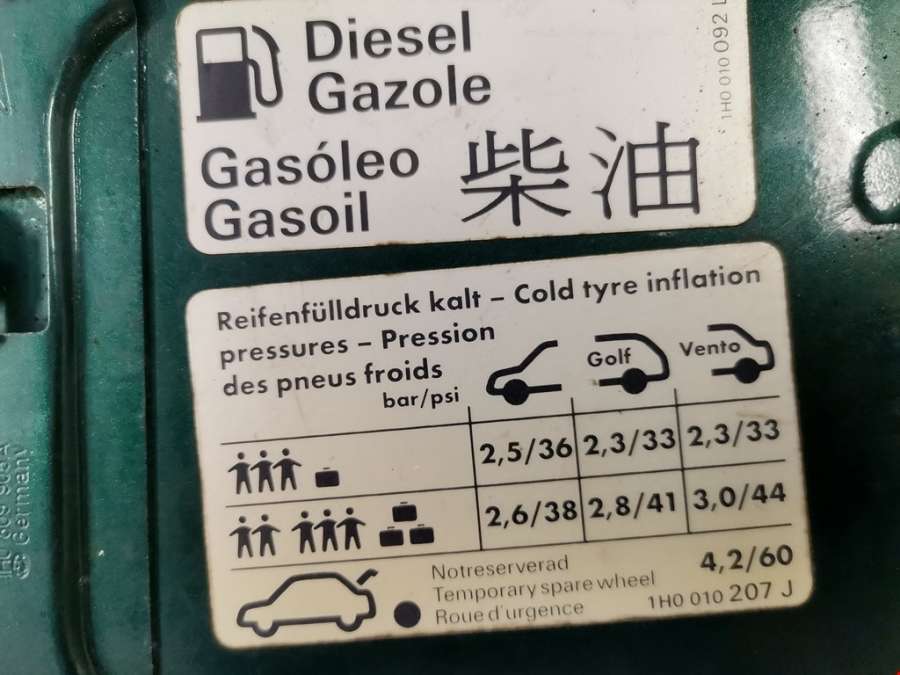 Diesel
Gazole
Gasóleo
Gasoil
柴油
1H0 010 092 L
Reifenfülldruck kalt – Cold tyre inflation
pressures – Pression
des pneus froids
bar/psi
Golf
Vento
2,5/36 2,3/33 2,3/33
2,6/38 2,8/41 3,0/44
Notreserverad
Temporary spare wheel
Roue d'urgence
4,2/60
1H0 010 207 J
Germany